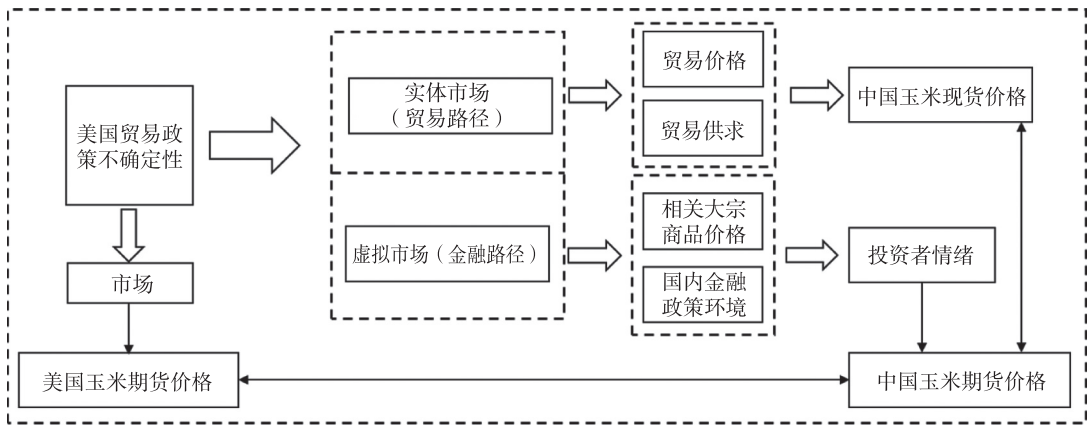 美国贸易政
策不确定性
市场
美国玉米期货价格
实体市场
（贸易路径）
虚拟市场（金融路径）
贸易价格
贸易供求
相关大宗
商品价格
国内金融
政策环境
中国玉米现货价格
投资者情绪
中国玉米期货价格